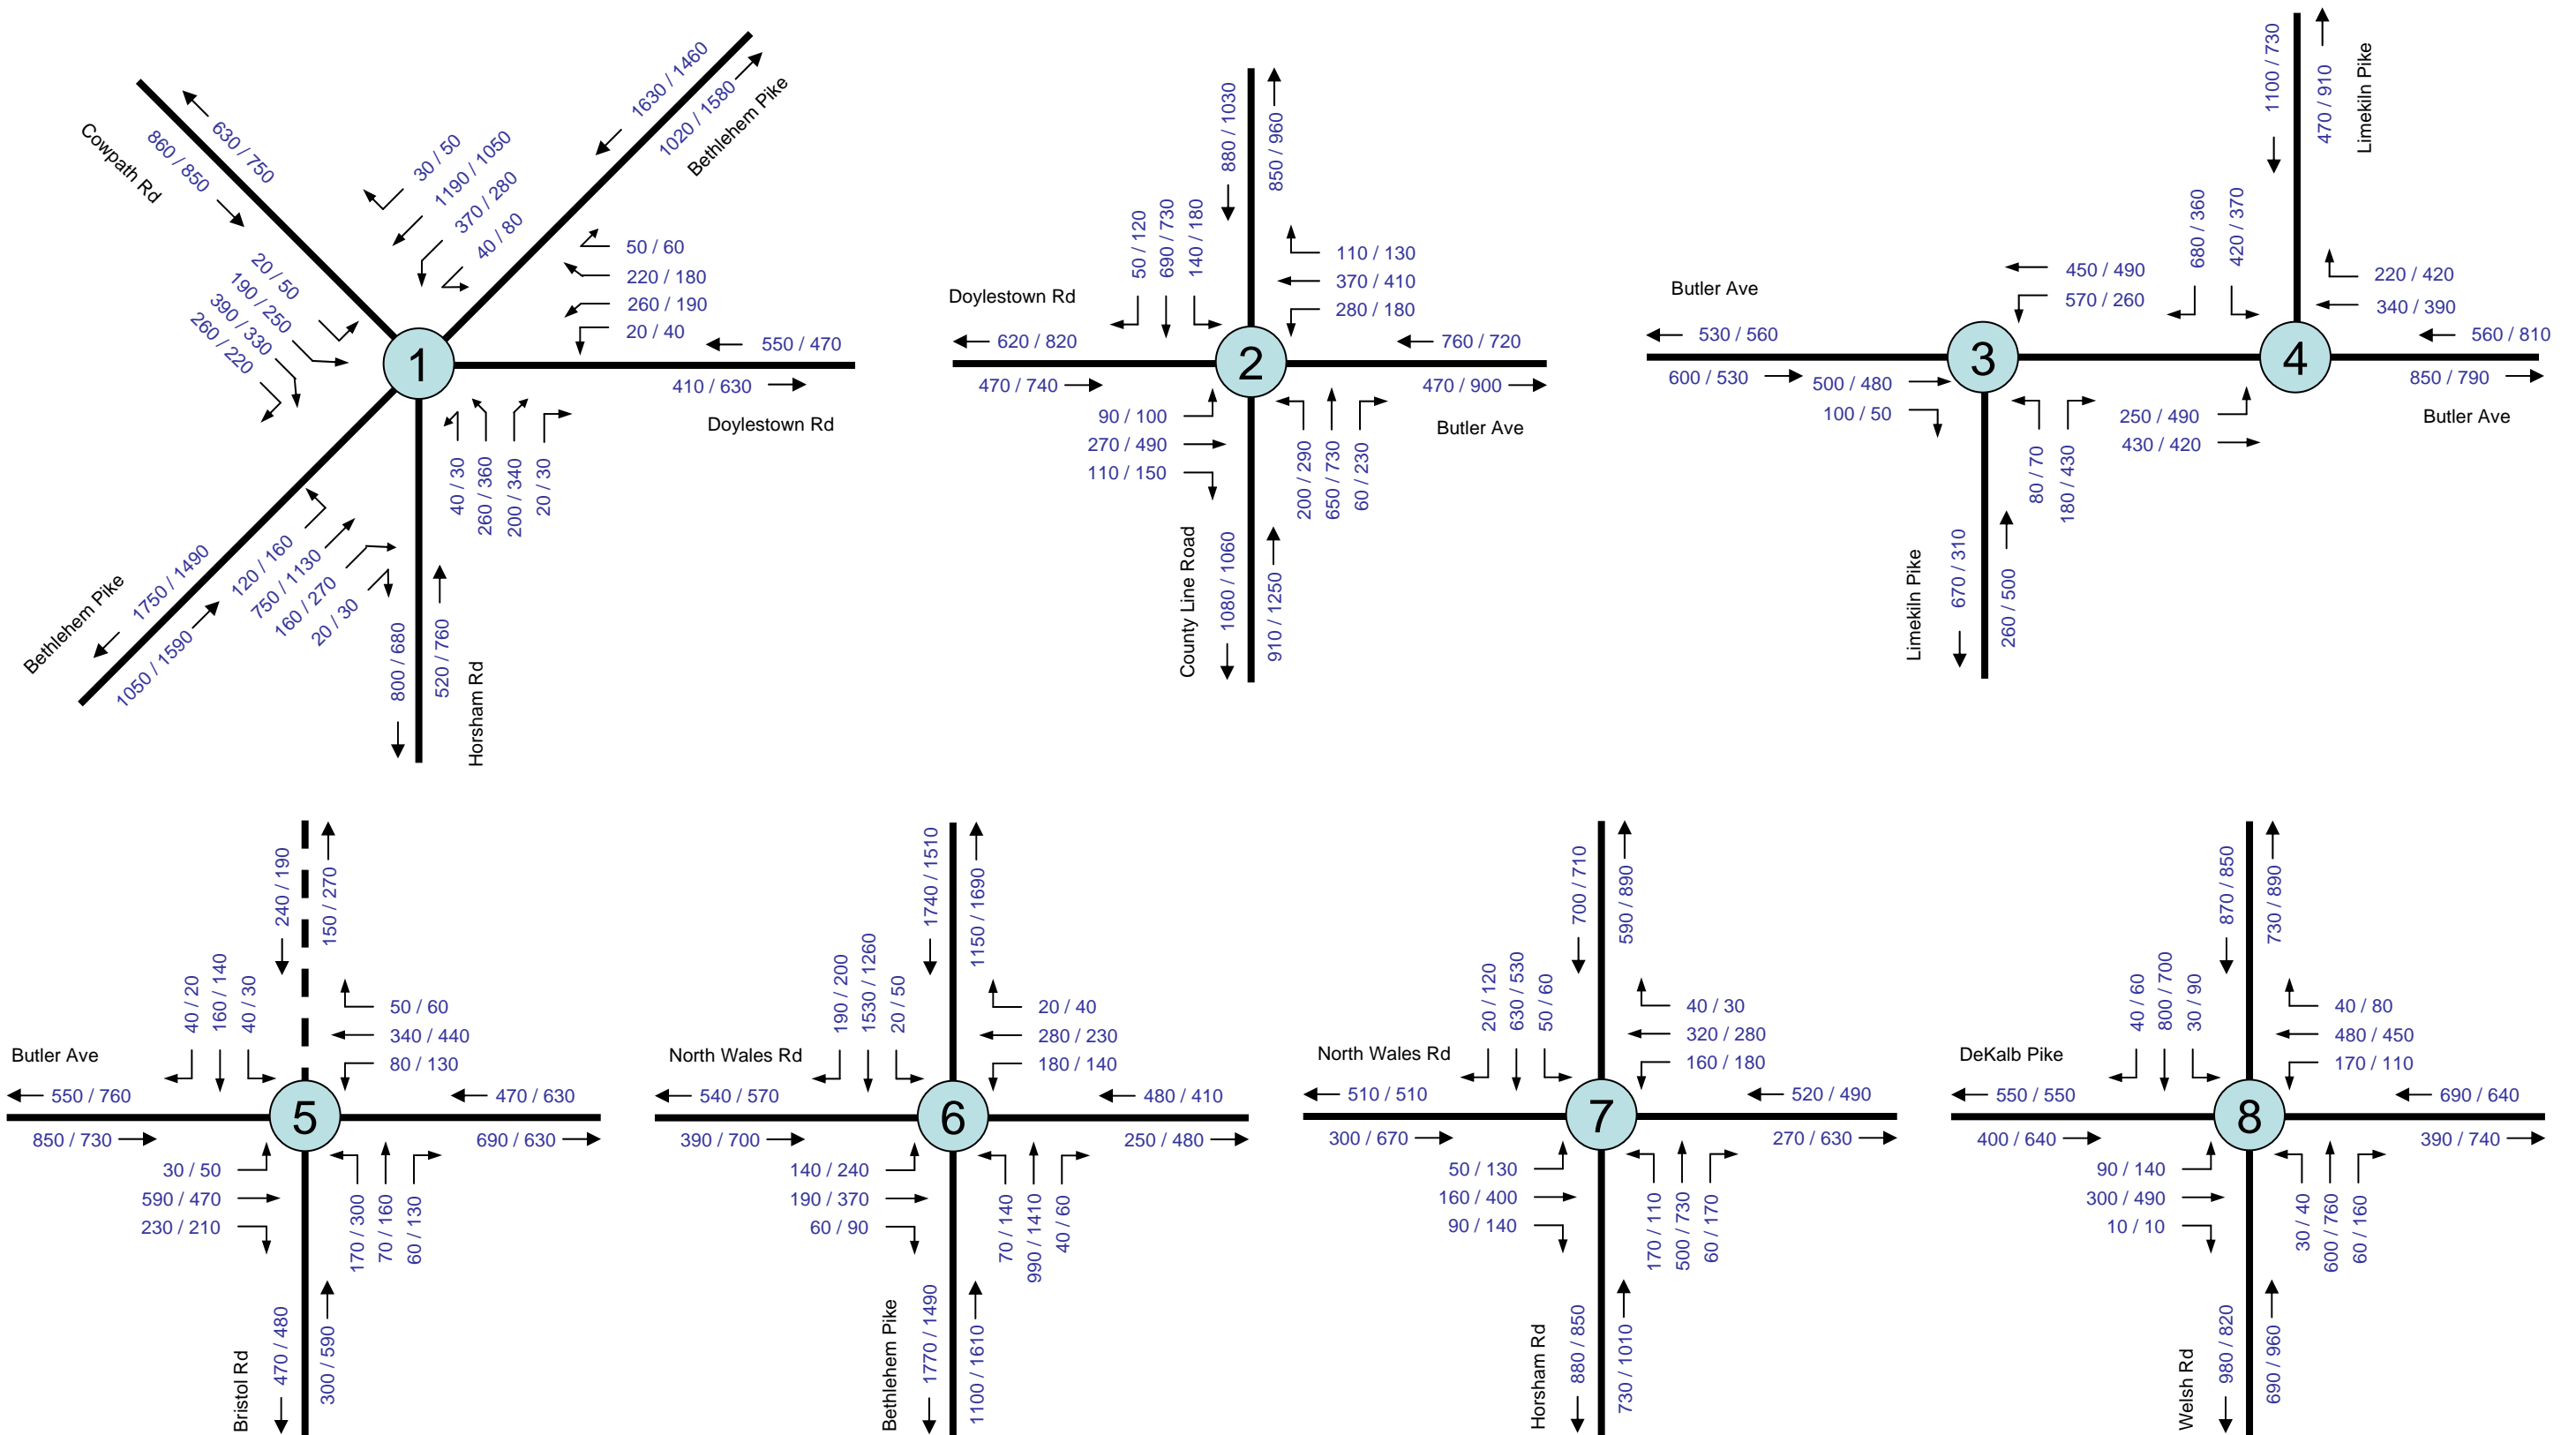 1
Cowpath Rd
630 / 750
860 / 850
1630 / 1460
1020 / 1580
Bethlehem Pike
30 / 50
1190 / 1050
370 / 280
40 / 80
50 / 60
220 / 180
260 / 190
20 / 40
550 / 470
410 / 630
Doylestown Rd
20 / 50
190 / 250
390 / 330
260 / 220
40 / 30
260 / 360
200 / 340
20 / 30
Bethlehem Pike
1750 / 1490
1050 / 1590
120 / 160
750 / 1130
160 / 270
20 / 30
800 / 680
520 / 760
Horsham Rd
2
880 / 1030
850 / 960
50 / 120
690 / 730
140 / 180
110 / 130
370 / 410
280 / 180
Doylestown Rd
620 / 820
470 / 740
760 / 720
470 / 900
Butler Ave
90 / 100
270 / 490
110 / 150
200 / 290
650 / 730
60 / 230
County Line Road
1080 / 1060
910 / 1250
3
Butler Ave
530 / 560
600 / 530
450 / 490
570 / 260
500 / 480
100 / 50
80 / 70
180 / 430
Limekiln Pike
670 / 310
260 / 500
4
1100 / 730
470 / 910
Limekiln Pike
680 / 360
420 / 370
220 / 420
340 / 390
560 / 810
850 / 790
Butler Ave
250 / 490
430 / 420
5
240 / 190
150 / 270
40 / 20
160 / 140
40 / 30
50 / 60
340 / 440
80 / 130
Butler Ave
550 / 760
850 / 730
470 / 630
690 / 630
30 / 50
590 / 470
230 / 210
170 / 300
70 / 160
60 / 130
Bristol Rd
470 / 480
300 / 590
6
1740 / 1510
1150 / 1690
190 / 200
1530 / 1260
20 / 50
20 / 40
280 / 230
180 / 140
North Wales Rd
540 / 570
390 / 700
480 / 410
250 / 480
140 / 240
190 / 370
60 / 90
70 / 140
990 / 1410
40 / 60
Bethlehem Pike
1770 / 1490
1100 / 1610
7
700 / 710
590 / 890
20 / 120
630 / 530
50 / 60
40 / 30
320 / 280
160 / 180
North Wales Rd
510 / 510
300 / 670
520 / 490
270 / 630
50 / 130
160 / 400
90 / 140
170 / 110
500 / 730
60 / 170
Horsham Rd
880 / 850
730 / 1010
8
870 / 850
730 / 890
40 / 60
800 / 700
30 / 90
40 / 80
480 / 450
170 / 110
DeKalb Pike
550 / 550
400 / 640
690 / 640
390 / 740
90 / 140
300 / 490
10 / 10
30 / 40
600 / 760
60 / 160
Welsh Rd
980 / 820
690 / 960